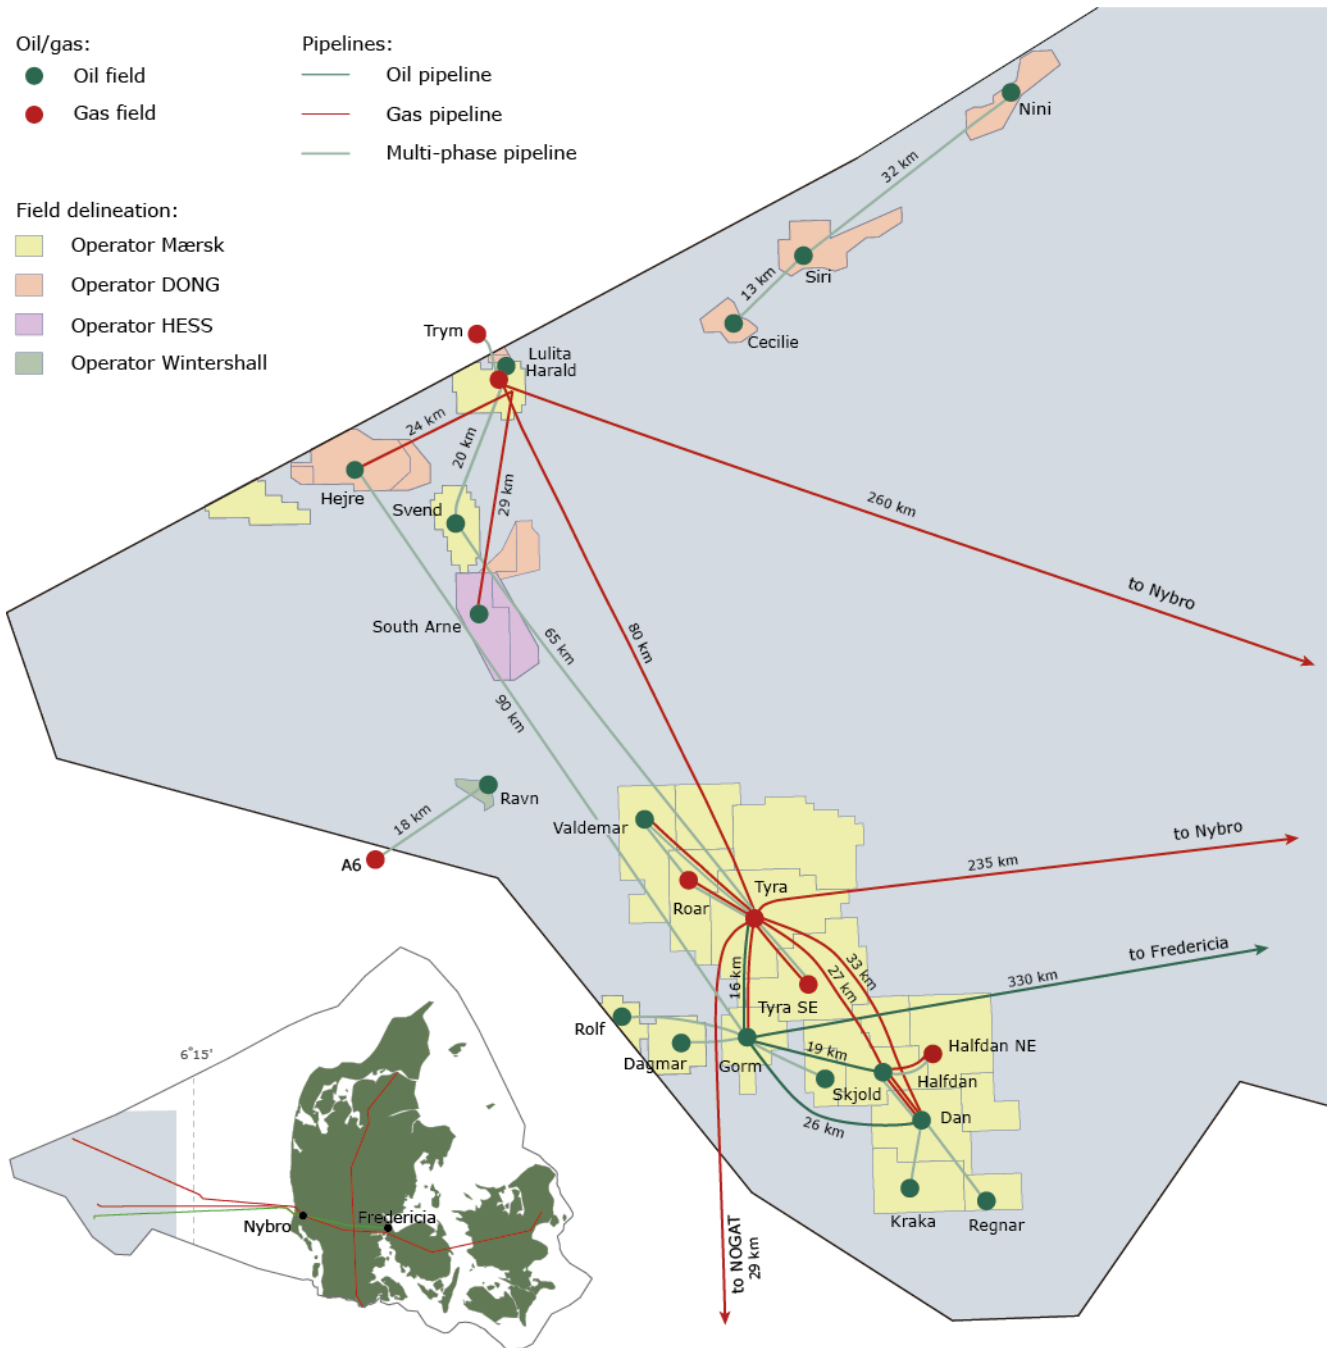 Oil/gas:
Oil field
Gas field
Pipelines:
Oil pipeline
Gas pipeline
Multi-phase pipeline
Field delineation:
Operator Mærsk
Operator DONG
Operator HESS
Operator Wintershall
Nini
32 km
Siri
13 km
Cecilie
Trym
Lulita
Harald
24 km
20 km
29 km
Hejre
Svend
260 km
to Nybro
South Arne
65 km
80 km
90 km
Ravn
18 km
A6
Valdemar
Roar
Tyra
235 km
to Nybro
to Fredericia
330 km
33 km
27 km
16 km
Tyra SE
Rolf
Dagmar
Gorm
19 km
Halfdan NE
Halfdan
Skjold
Dan
26 km
Kraka
Regnar
to NOGAT
29 km
6°15'
Nybro
Fredericia